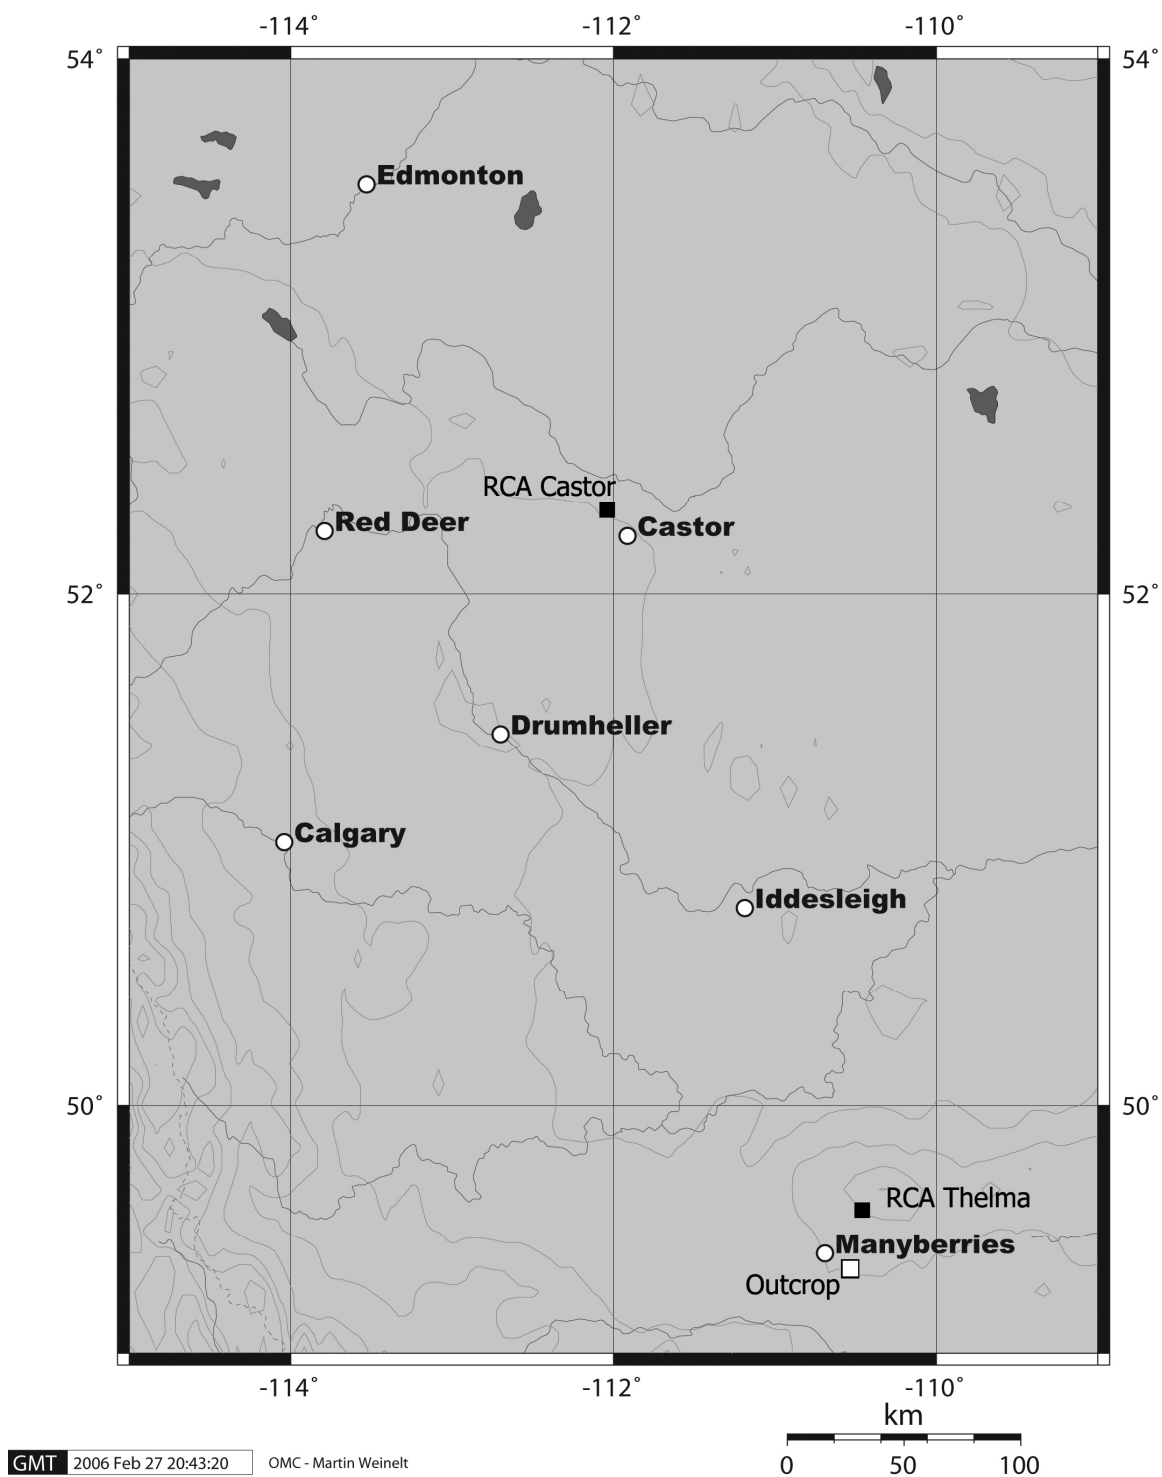 -114˚ -112˚ -110˚
54˚ 54˚
Edmonton
RCA Castor
Red Deer
Castor
52˚ 52˚
Drumheller
Calgary
Iddesleigh
50˚ 50˚
RCA Thelma
Manyberries
Outcrop
-114˚ -112˚ -110˚
km
0 50 100
GMT 2006 Feb 27 20:43:20 OMC - Martin Weinelt